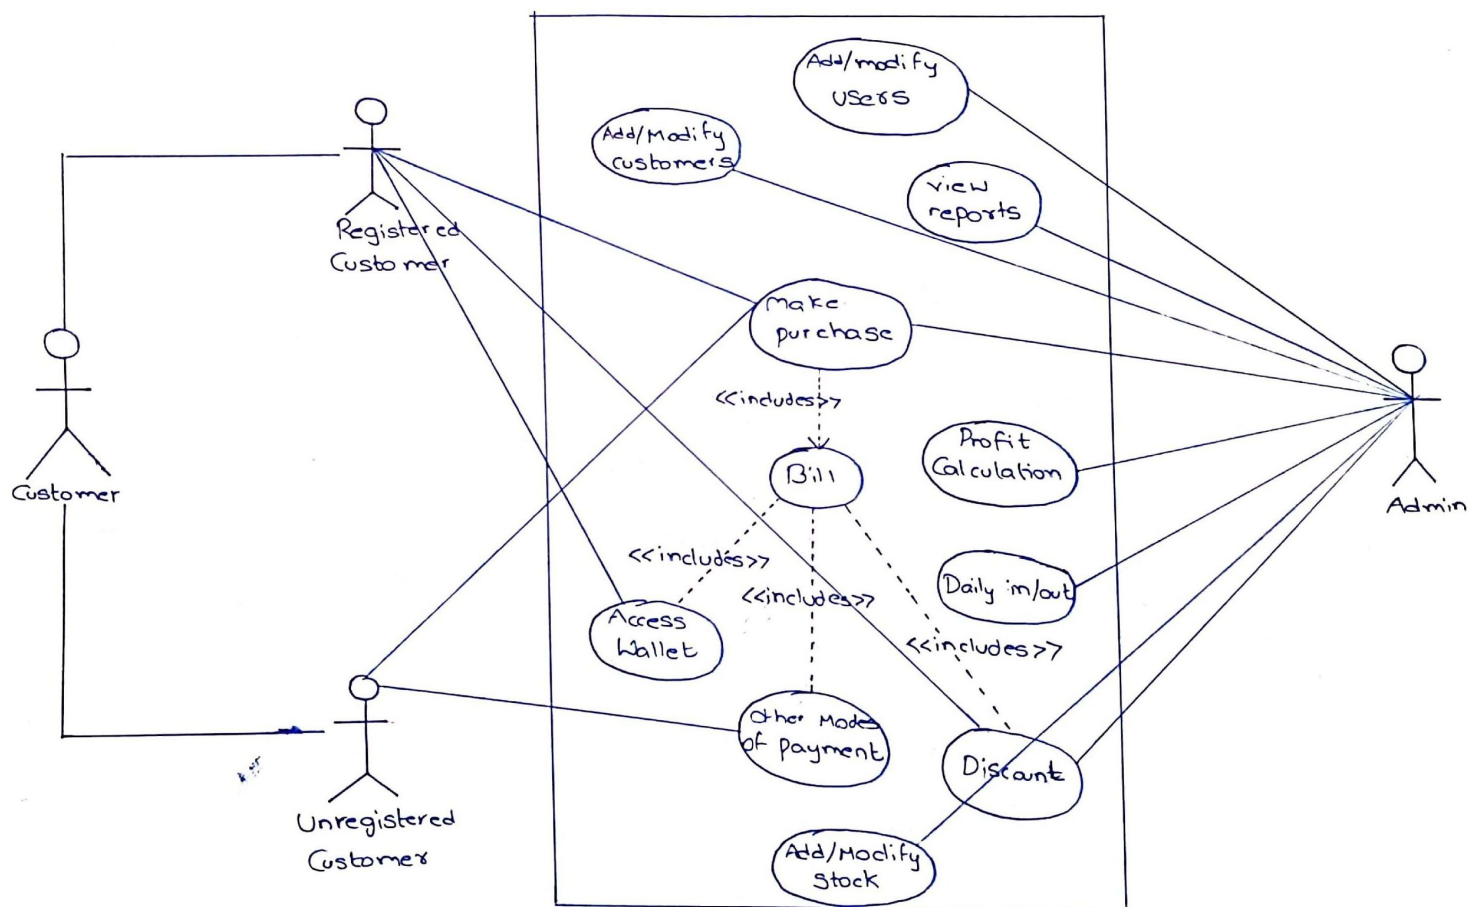 Add/modify
users
Add/Modify
customers
view
reports
Registered
Customer
Make
purchase
<<includes>>
Profit
Calculation
Bill
Customer
Admin
<<includes>>
<<includes>>
Daily in/out
Access
Wallet
<<includes>>
Other Modes
of payment
Discount
Unregistered
Customer
Add/Modify
Stock